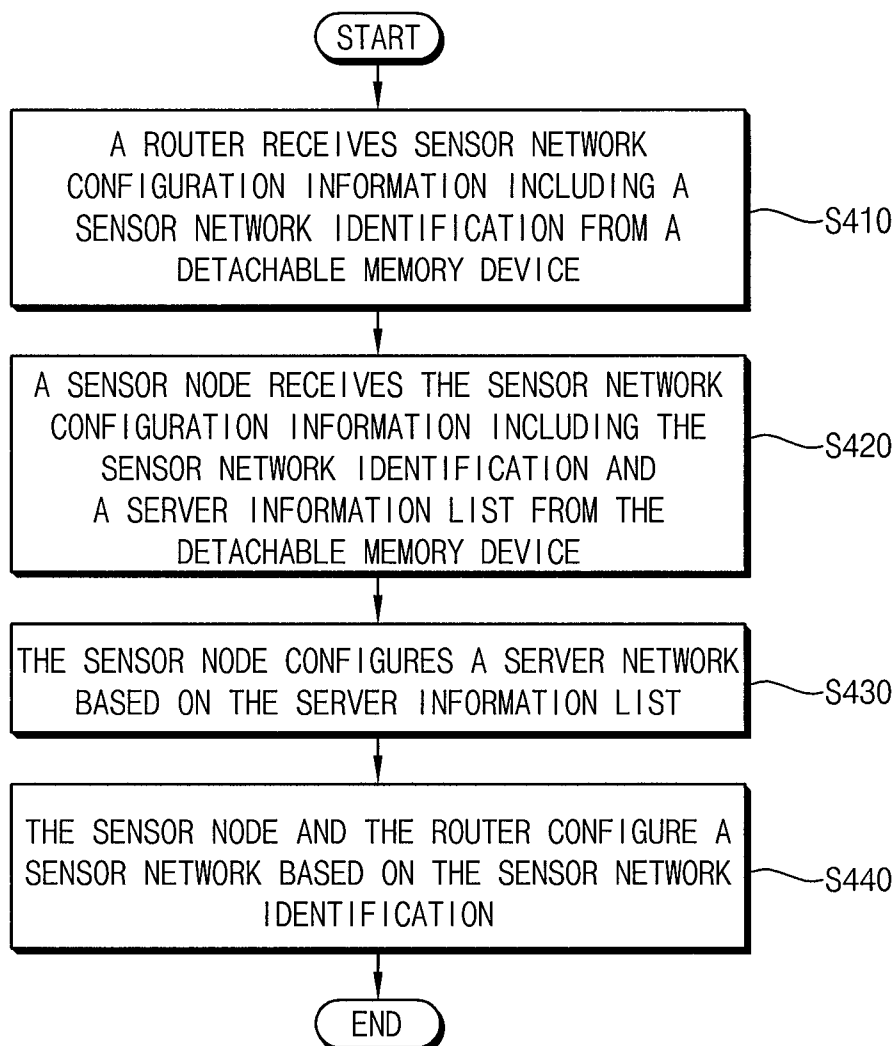 START
A ROUTER RECEIVES SENSOR NETWORK
CONFIGURATION INFORMATION INCLUDING A
SENSOR NETWORK IDENTIFICATION FROM A
DETACHABLE MEMORY DEVICE
S410
A SENSOR NODE RECEIVES THE SENSOR NETWORK
CONFIGURATION INFORMATION INCLUDING THE
SENSOR NETWORK IDENTIFICATION AND
A SERVER INFORMATION LIST FROM THE
DETACHABLE MEMORY DEVICE
S420
THE SENSOR NODE CONFIGURES A SERVER NETWORK
BASED ON THE SERVER INFORMATION LIST
S430
THE SENSOR NODE AND THE ROUTER CONFIGURE A
SENSOR NETWORK BASED ON THE SENSOR NETWORK
IDENTIFICATION
S440
END